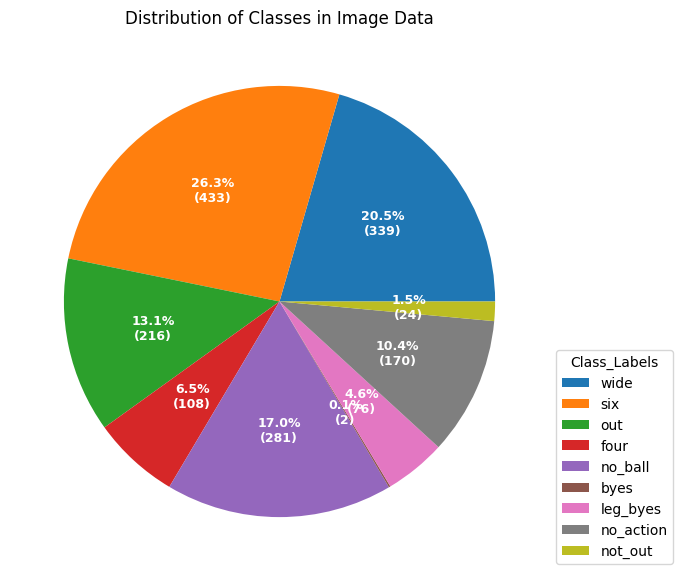 Distribution of Classes in Image Data
26.3%
(433)
20.5%
(339)
1.5%
(24)
13.1%
(216)
10.4%
(170)
6.5%
(108)
4.6%
(76)
0.1%
(2)
17.0%
(281)
Class_Labels
wide
six
out
four
no_ball
byes
leg_byes
no_action
not_out